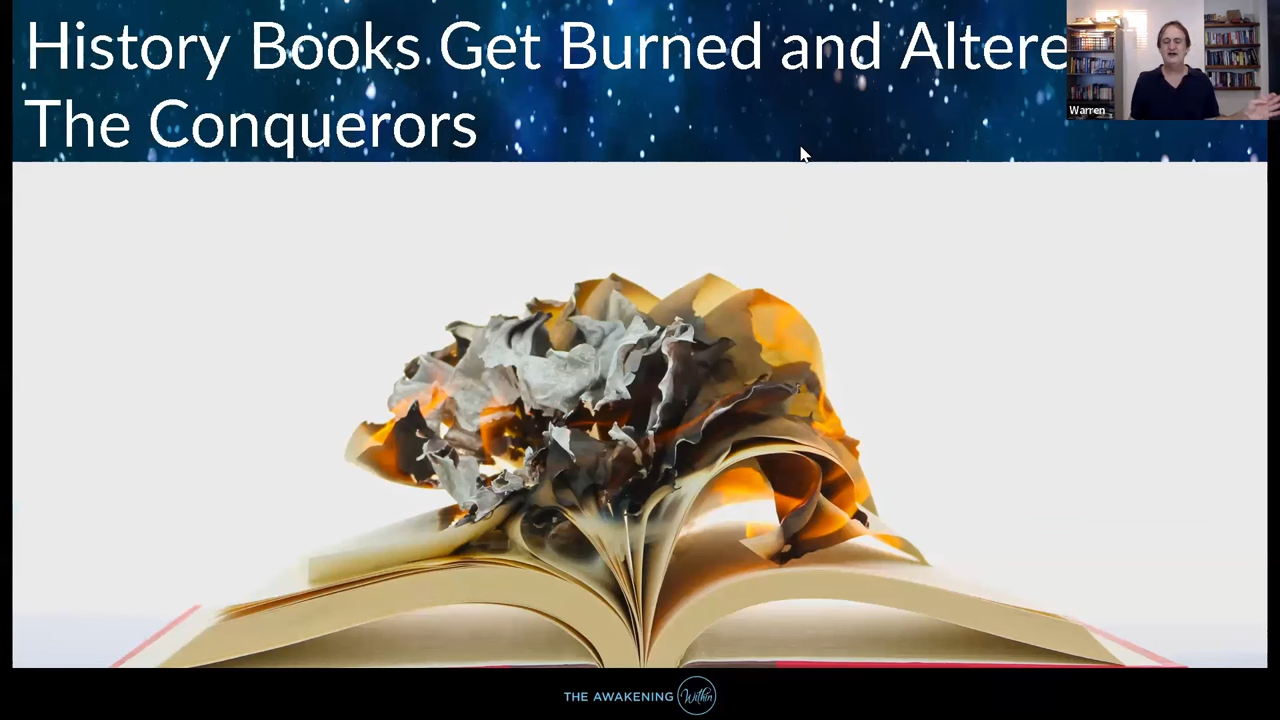 History Books Get Burned and Altere
The Conquerors
Warren
THE AWAKENING Within